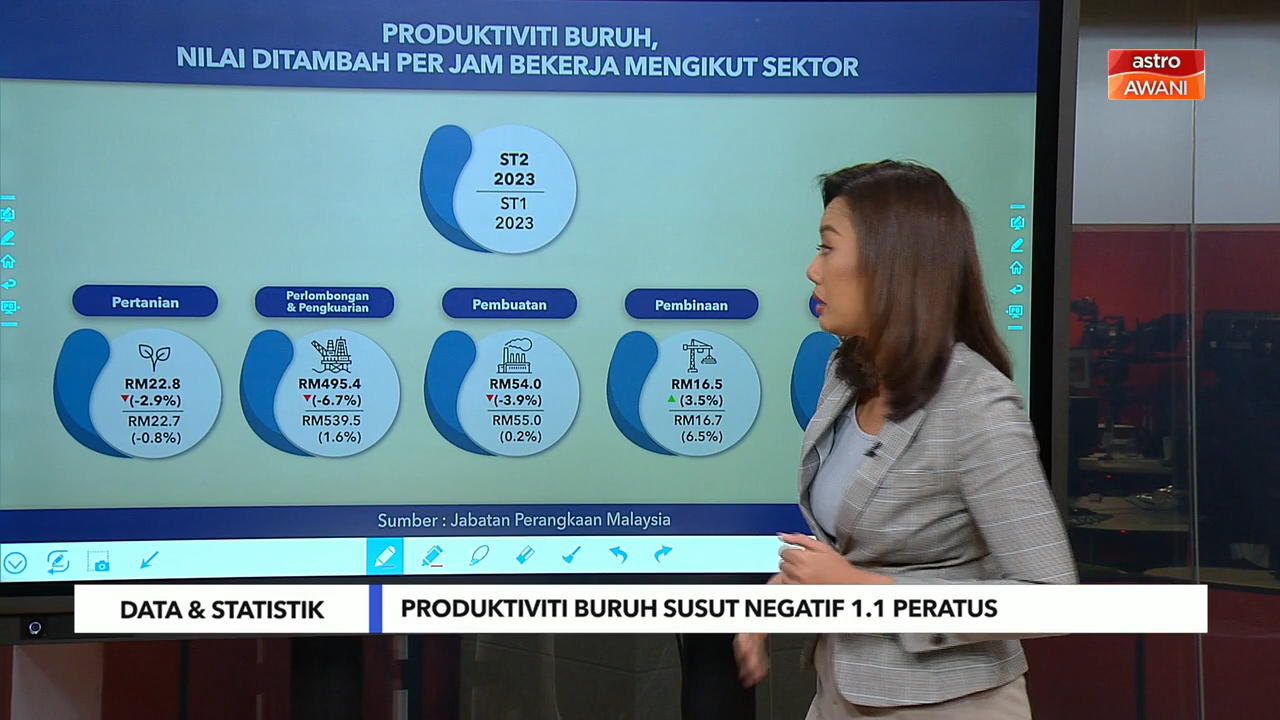 PRODUKTIVITI BURUH,
NILAI DITAMBAH PER JAM BEKERJA MENGIKUT SEKTOR
astro
AWANI
ST2
2023
ST1
2023
Pertanian
RM22.8
(-2.9%)
RM22.7
(-0.8%)
Perlombongan
& Pengkuarian
RM495.4
(-6.7%)
RM539.5
(1.6%)
Pembuatan
RM54.0
(-3.9%)
RM55.0
(0.2%)
Pembinaan
RM16.5
(3.5%)
RM16.7
(6.5%)
Sumber : Jabatan Perangkaan Malaysia
DATA & STATISTIK
PRODUKTIVITI BURUH SUSUT NEGATIF 1.1 PERATUS